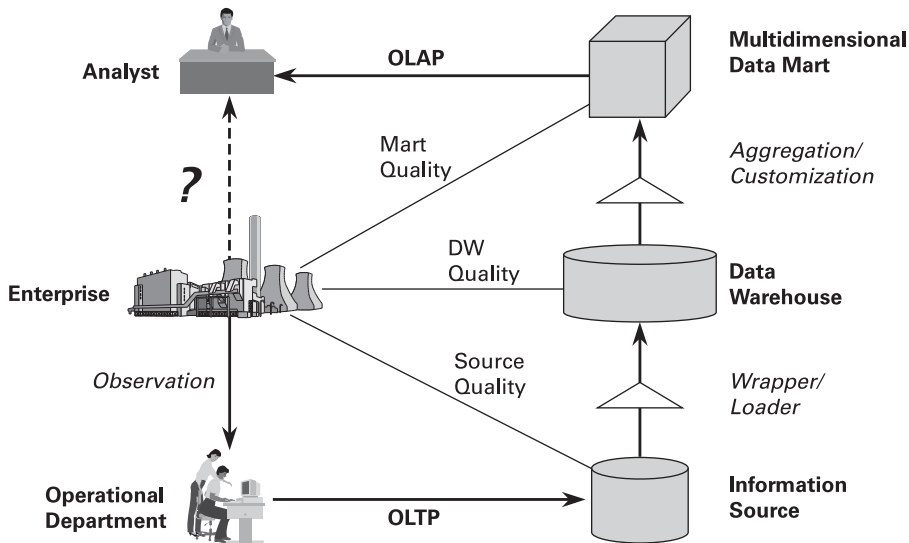 Analyst
OLAP
Multidimensional
Data Mart
Mart
Quality
Aggregation/
Customization
?
DW
Quality
Enterprise
Data
Warehouse
Observation
Source
Quality
Wrapper/
Loader
Operational
Department
OLTP
Information
Source